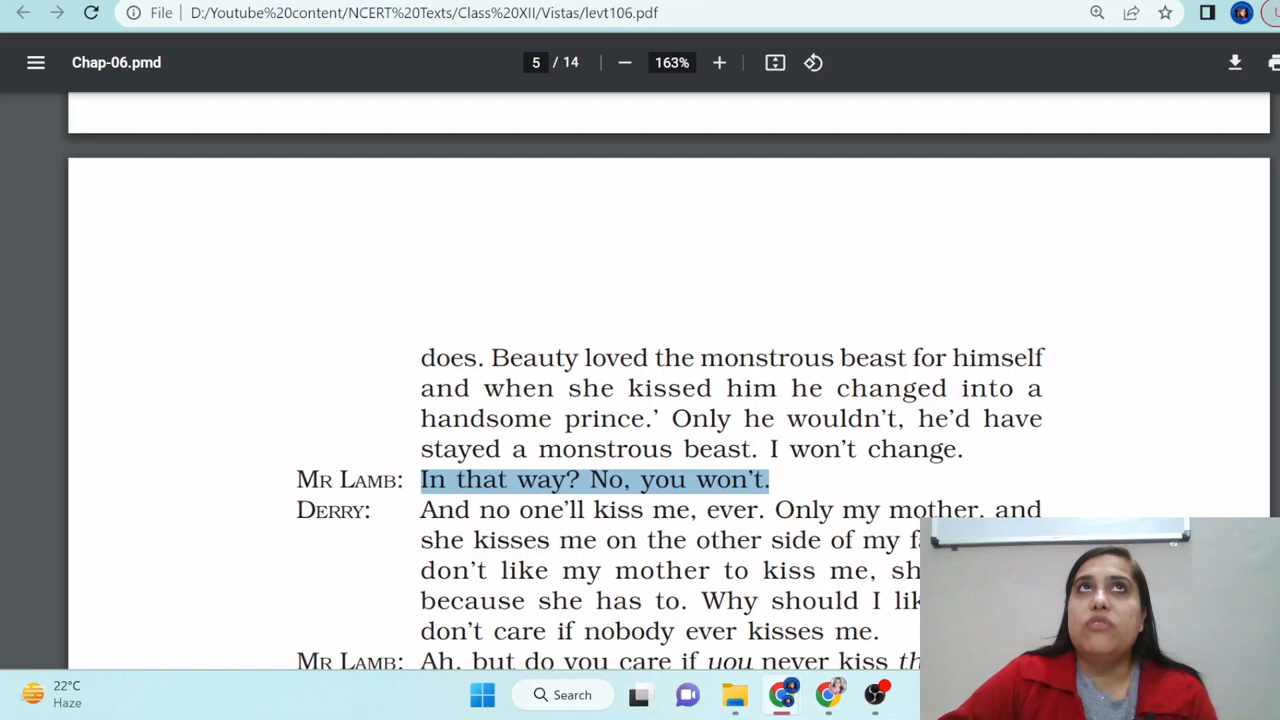 File
D:/Youtube%20content/NCERT%20Texts/Class%20XII/Vistas/levt106.pdf
Chap-06.pmd
5 / 14
163%
does. Beauty loved the monstrous beast for himself
and when she kissed him he changed into a
handsome prince.’ Only he wouldn’t, he’d have
stayed a monstrous beast. I won’t change.
MR LAMB: In that way? No, you won’t.
DERRY: And no one’ll kiss me, ever. Only my mother, and
she kisses me on the other side of my
don’t like my mother to kiss me,
because she has to. Why should I
don’t care if nobody ever kisses me.
MR LAMB: Ah, but do you care if you never kiss
22°C
Haze
Search